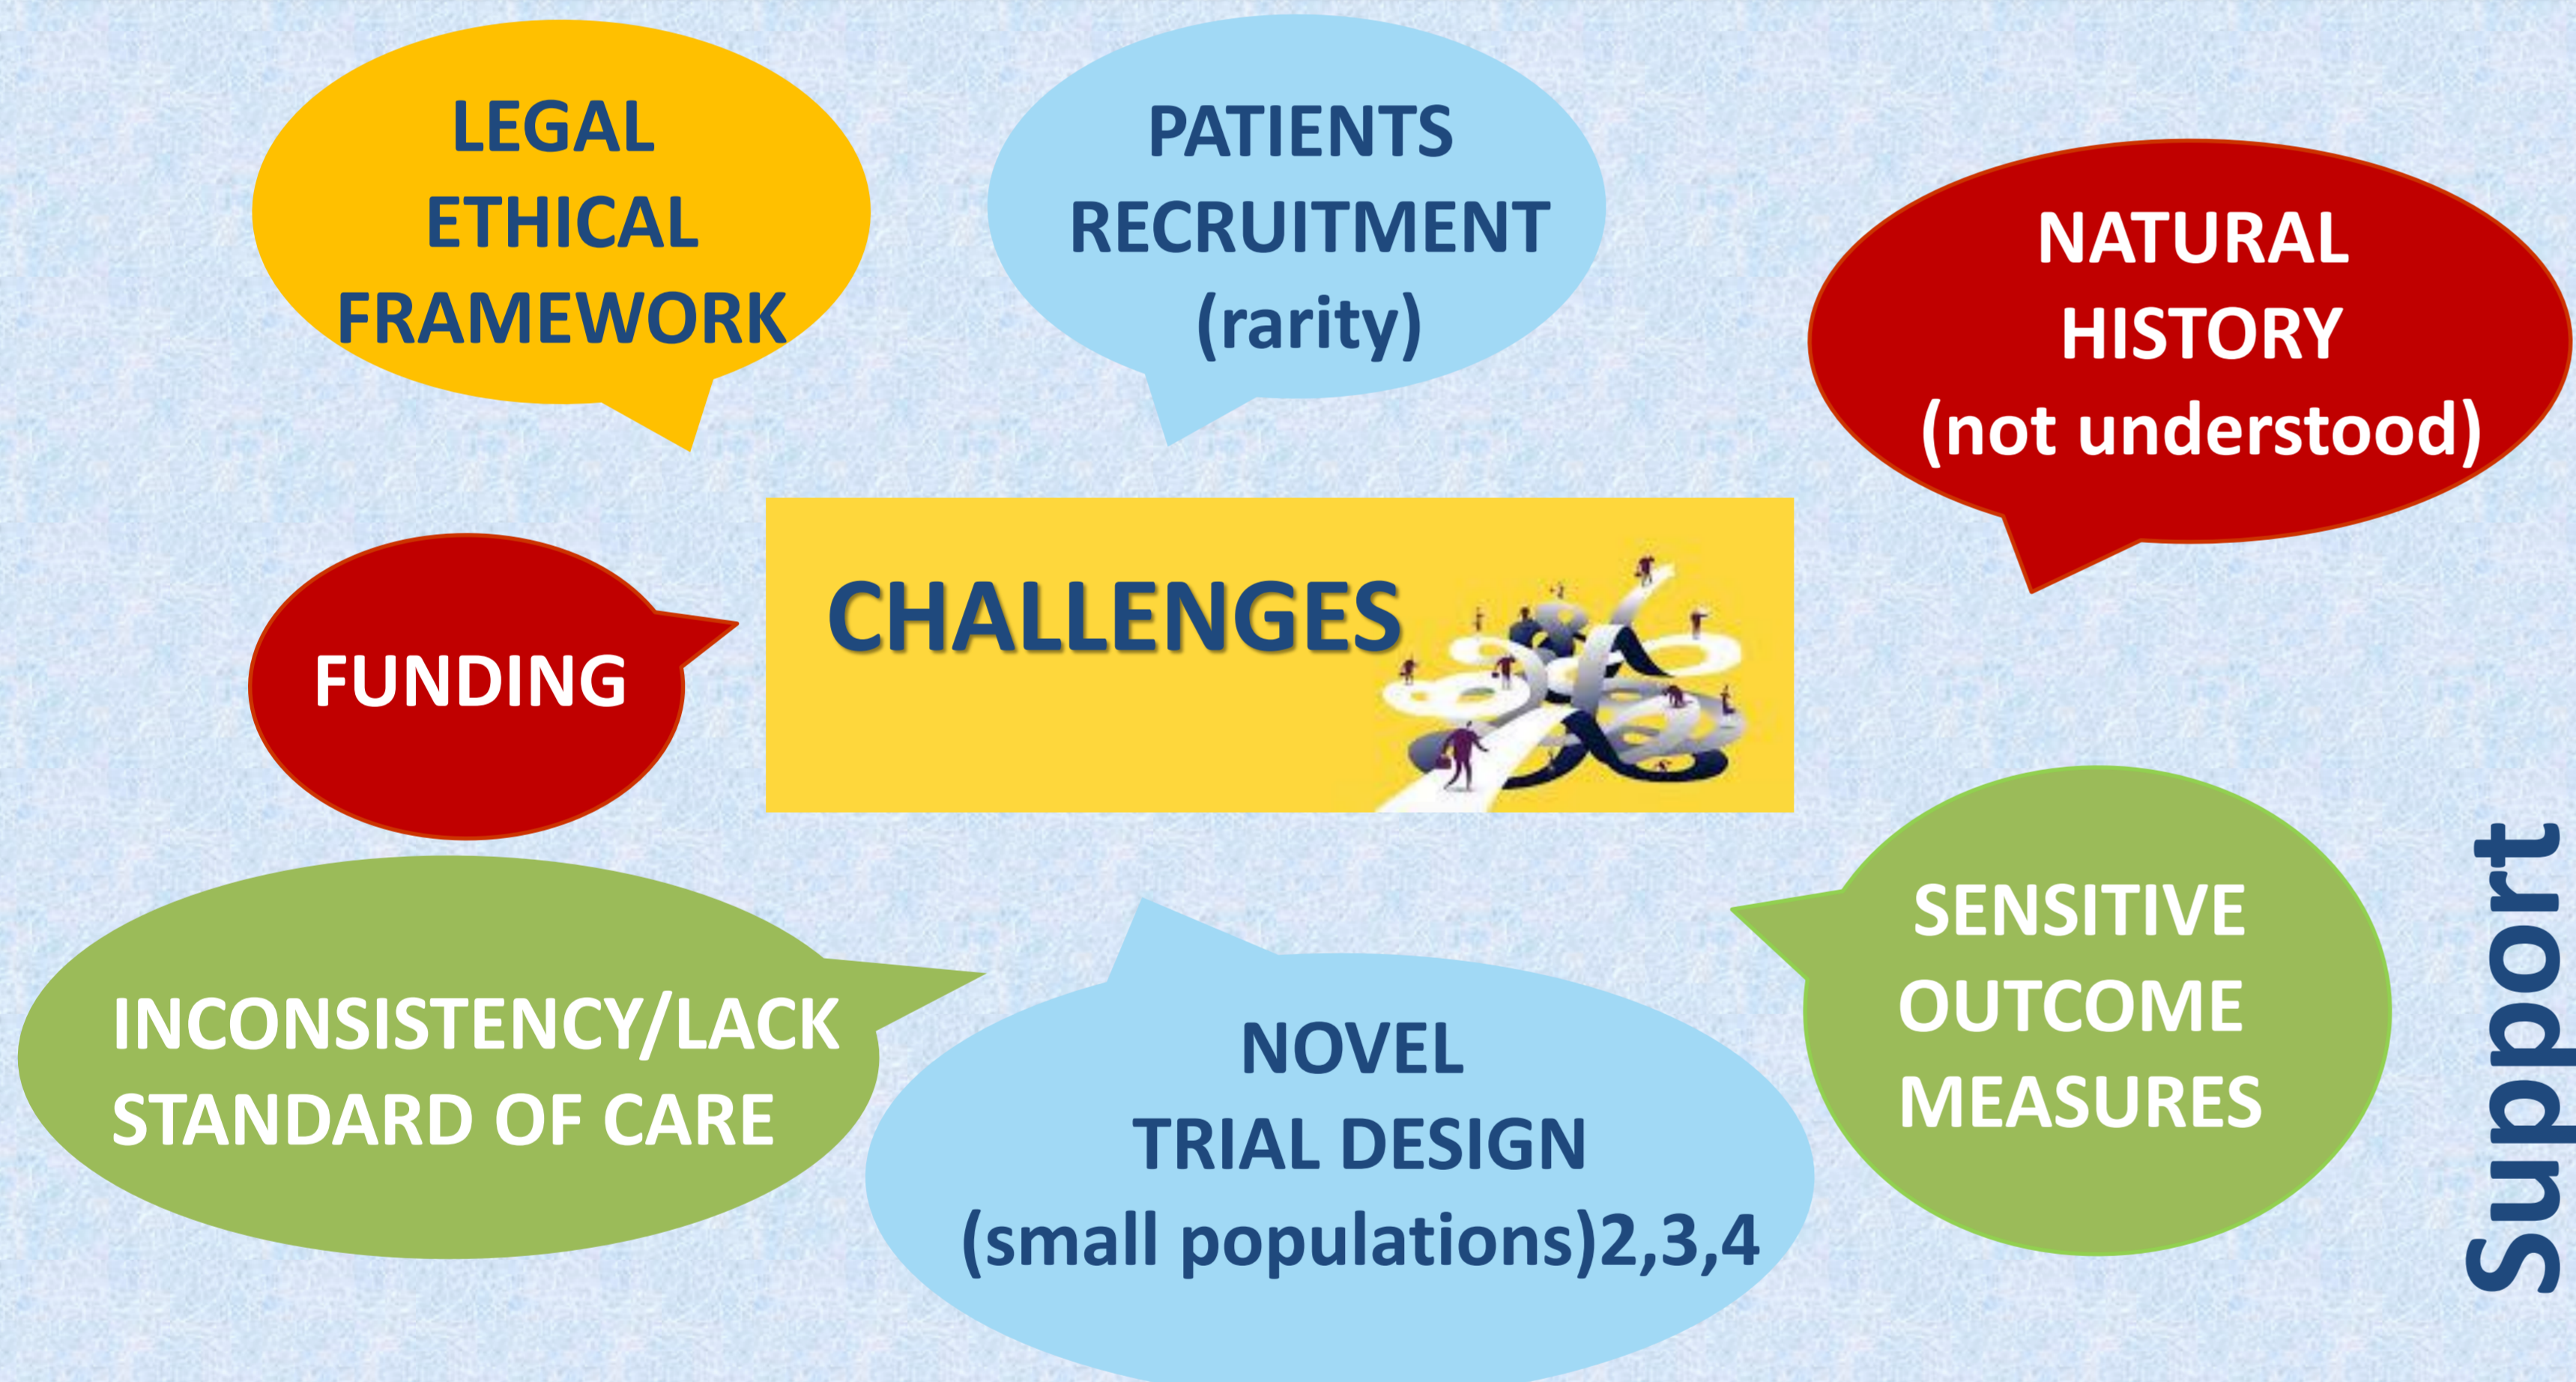 LEGAL
ETHICAL
FRAMEWORK
PATIENTS
RECRUITMENT
(rarity)
NATURAL
HISTORY
(not understood)
CHALLENGES
FUNDING
INCONSISTENCY/LACK
STANDARD OF CARE
NOVEL
TRIAL DESIGN
(small populations)2,3,4
SENSITIVE
OUTCOME
MEASURES
Support